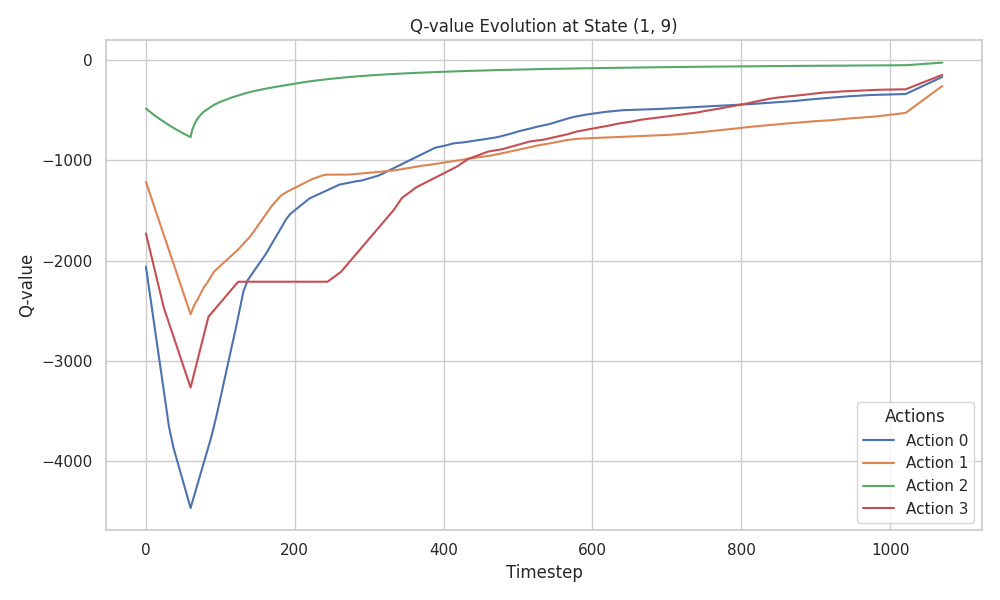 Q-value Evolution at State (1, 9)
Q-value
0
−1000
−2000
−3000
−4000
0
200
400
600
800
1000
Timestep
Actions
Action 0
Action 1
Action 2
Action 3